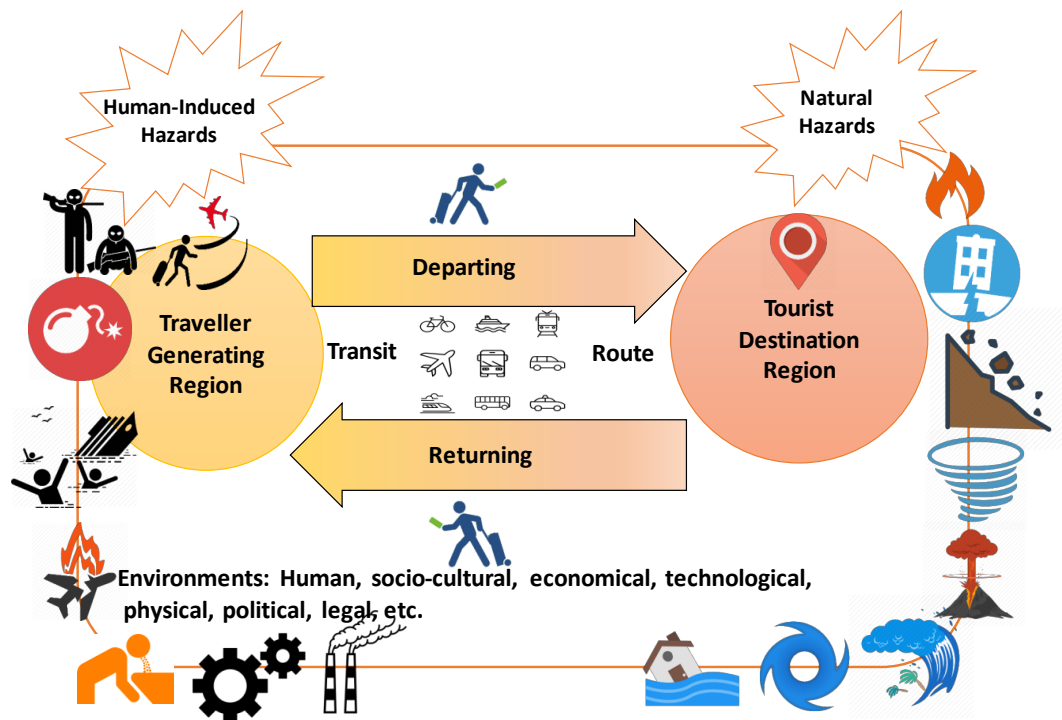 Human-Induced
Hazards
Natural
Hazards
Departing
Traveller
Generating
Region
Transit
Route
Tourist
Destination
Region
Returning
Environments: Human, socio-cultural, economical, technological,
physical, political, legal, etc.